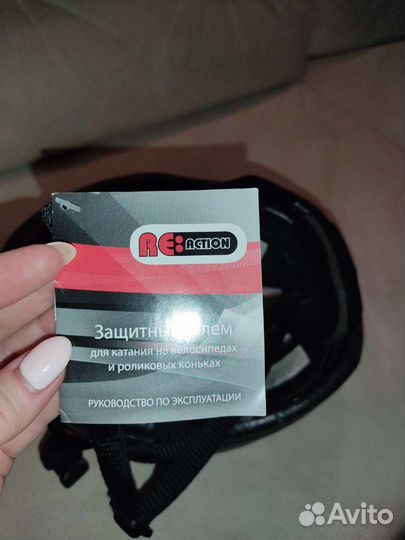 RE:ACTION
Защитный шлем
для катания на велосипедах
и роликовых коньках
РУКОВОДСТВО ПО ЭКСПЛУАТАЦИИ
Avito